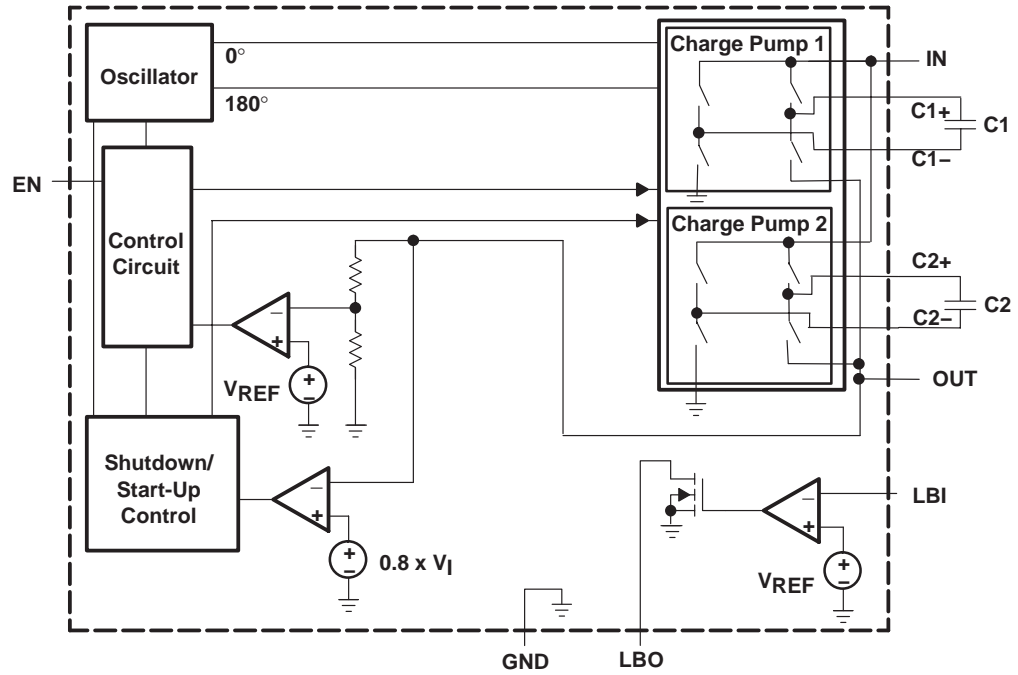 Oscillator
0°
180°
Charge Pump 1
IN
C1+
C1
C1–
EN
Control
Circuit
Charge Pump 2
C2+
C2
C2–
–
+
VREF
+
–
OUT
Shutdown/
Start-Up
Control
–
+
+
–
0.8 x VI
LBI
–
+
VREF
+
–
GND
LBO